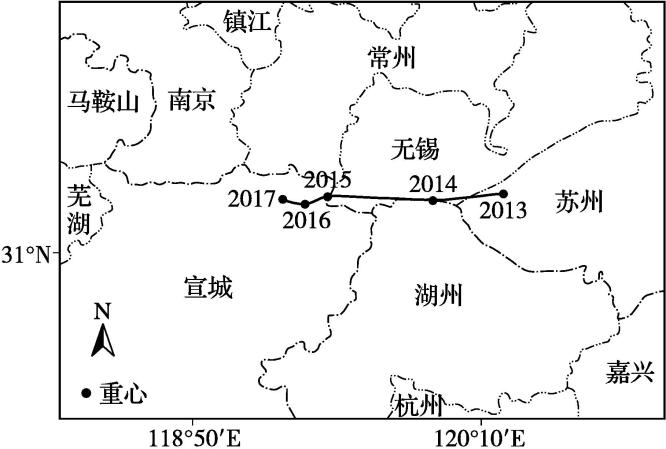 镇江
常州
马鞍山
南京
无锡
芜湖
2015
2014
2017
2016
2013
苏州
31°N
宣城
湖州
N
嘉兴
重心
杭州
118°50′E
120°10′E